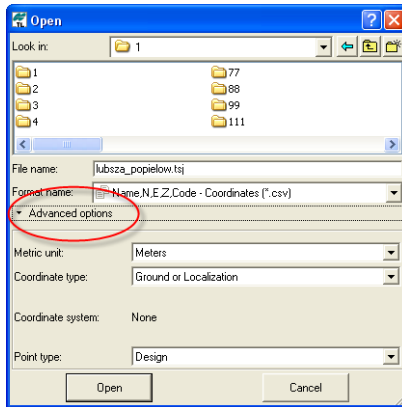 Open
Look in:
1
1
77
2
88
3
99
4
111
File name:
lubsza_popielow.tsj
Format name:
Name,N,E,Z,Code - Coordinates (*.csv)
Advanced options
Metric unit:
Meters
Coordinate type:
Ground or Localization
Coordinate system:
None
Point type:
Design
Open
Cancel